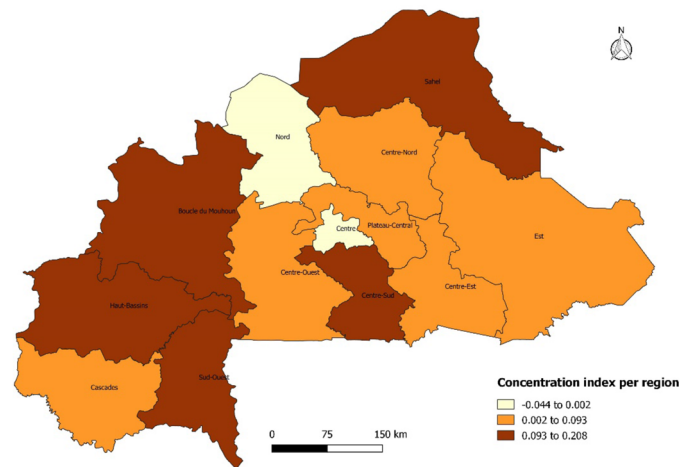 N
Sahel
Nord
Centre-Nord
Boucle du Mouhoun
Centre
Plateau-Central
Est
Centre-Ouest
Centre-Est
Haut-Bassins
Centre-Sud
Sud-Ouest
Cascades
Concentration index per region
-0.044 to 0.002
0.002 to 0.093
0.093 to 0.208
0 75 150 km